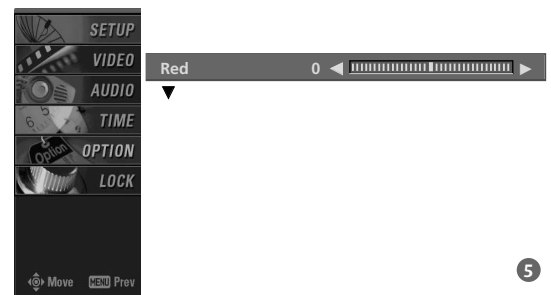 SETUP
VIDEO
AUDIO
TIME
OPTION
LOCK
Move MENU Prev
Red 0
5